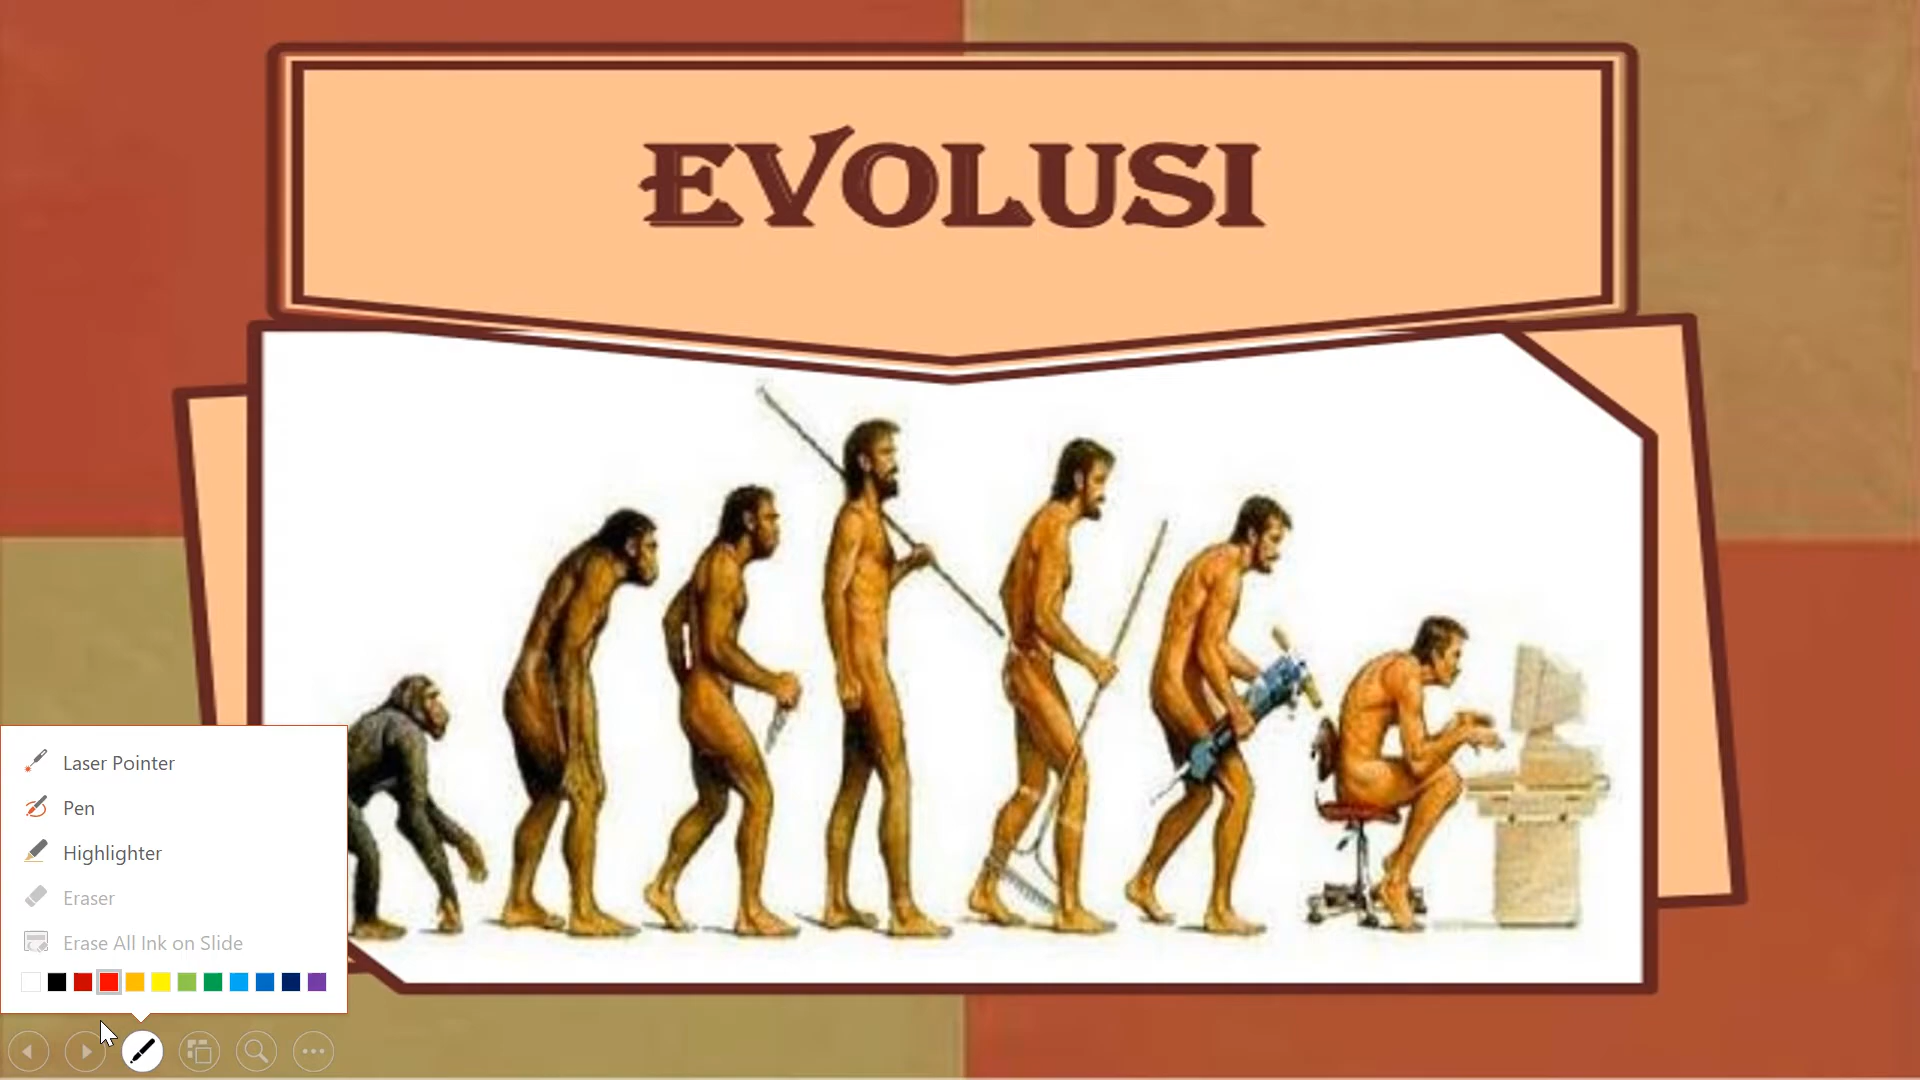 EVOLUSI
Laser Pointer
Pen
Highlighter
Eraser
Erase All Ink on Slide